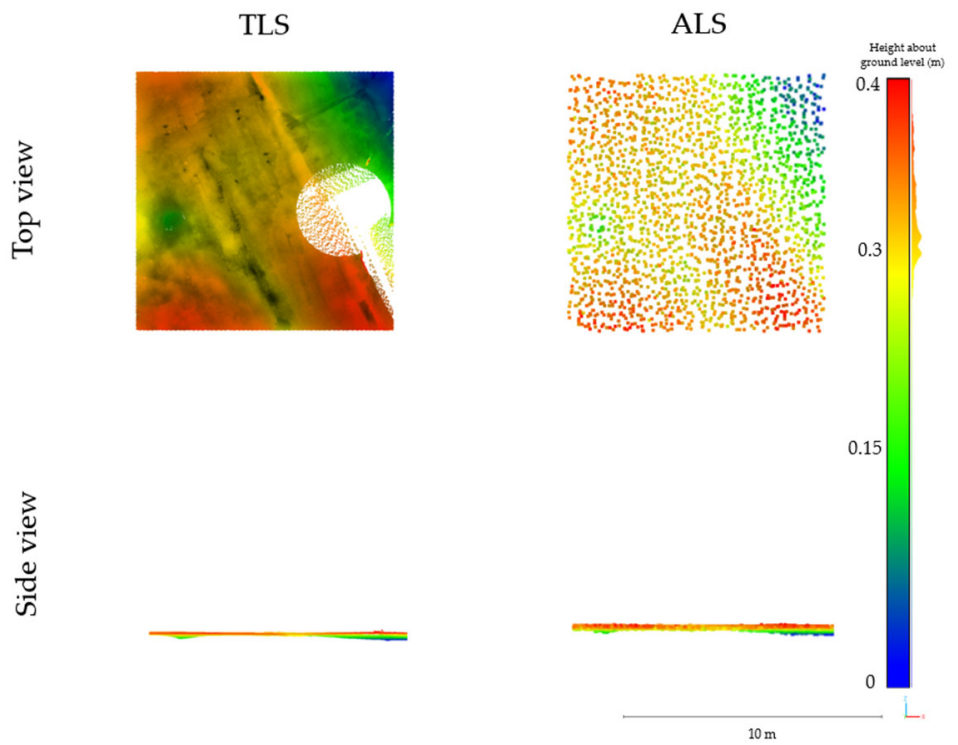 TLS
ALS
Height about
ground level (m)
0.4
Top view
0.3
0.15
Side view
0
10 m